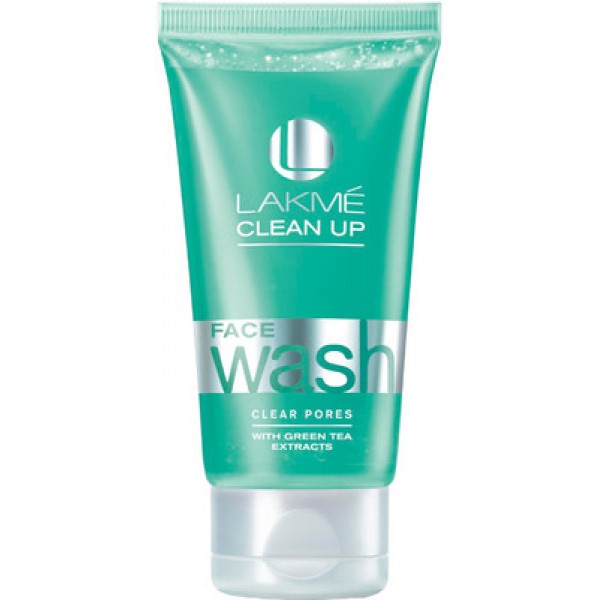 L
LAKMÉ
CLEAN UP
FACE
wash
CLEAR PORES
WITH GREEN TEA
EXTRACTS